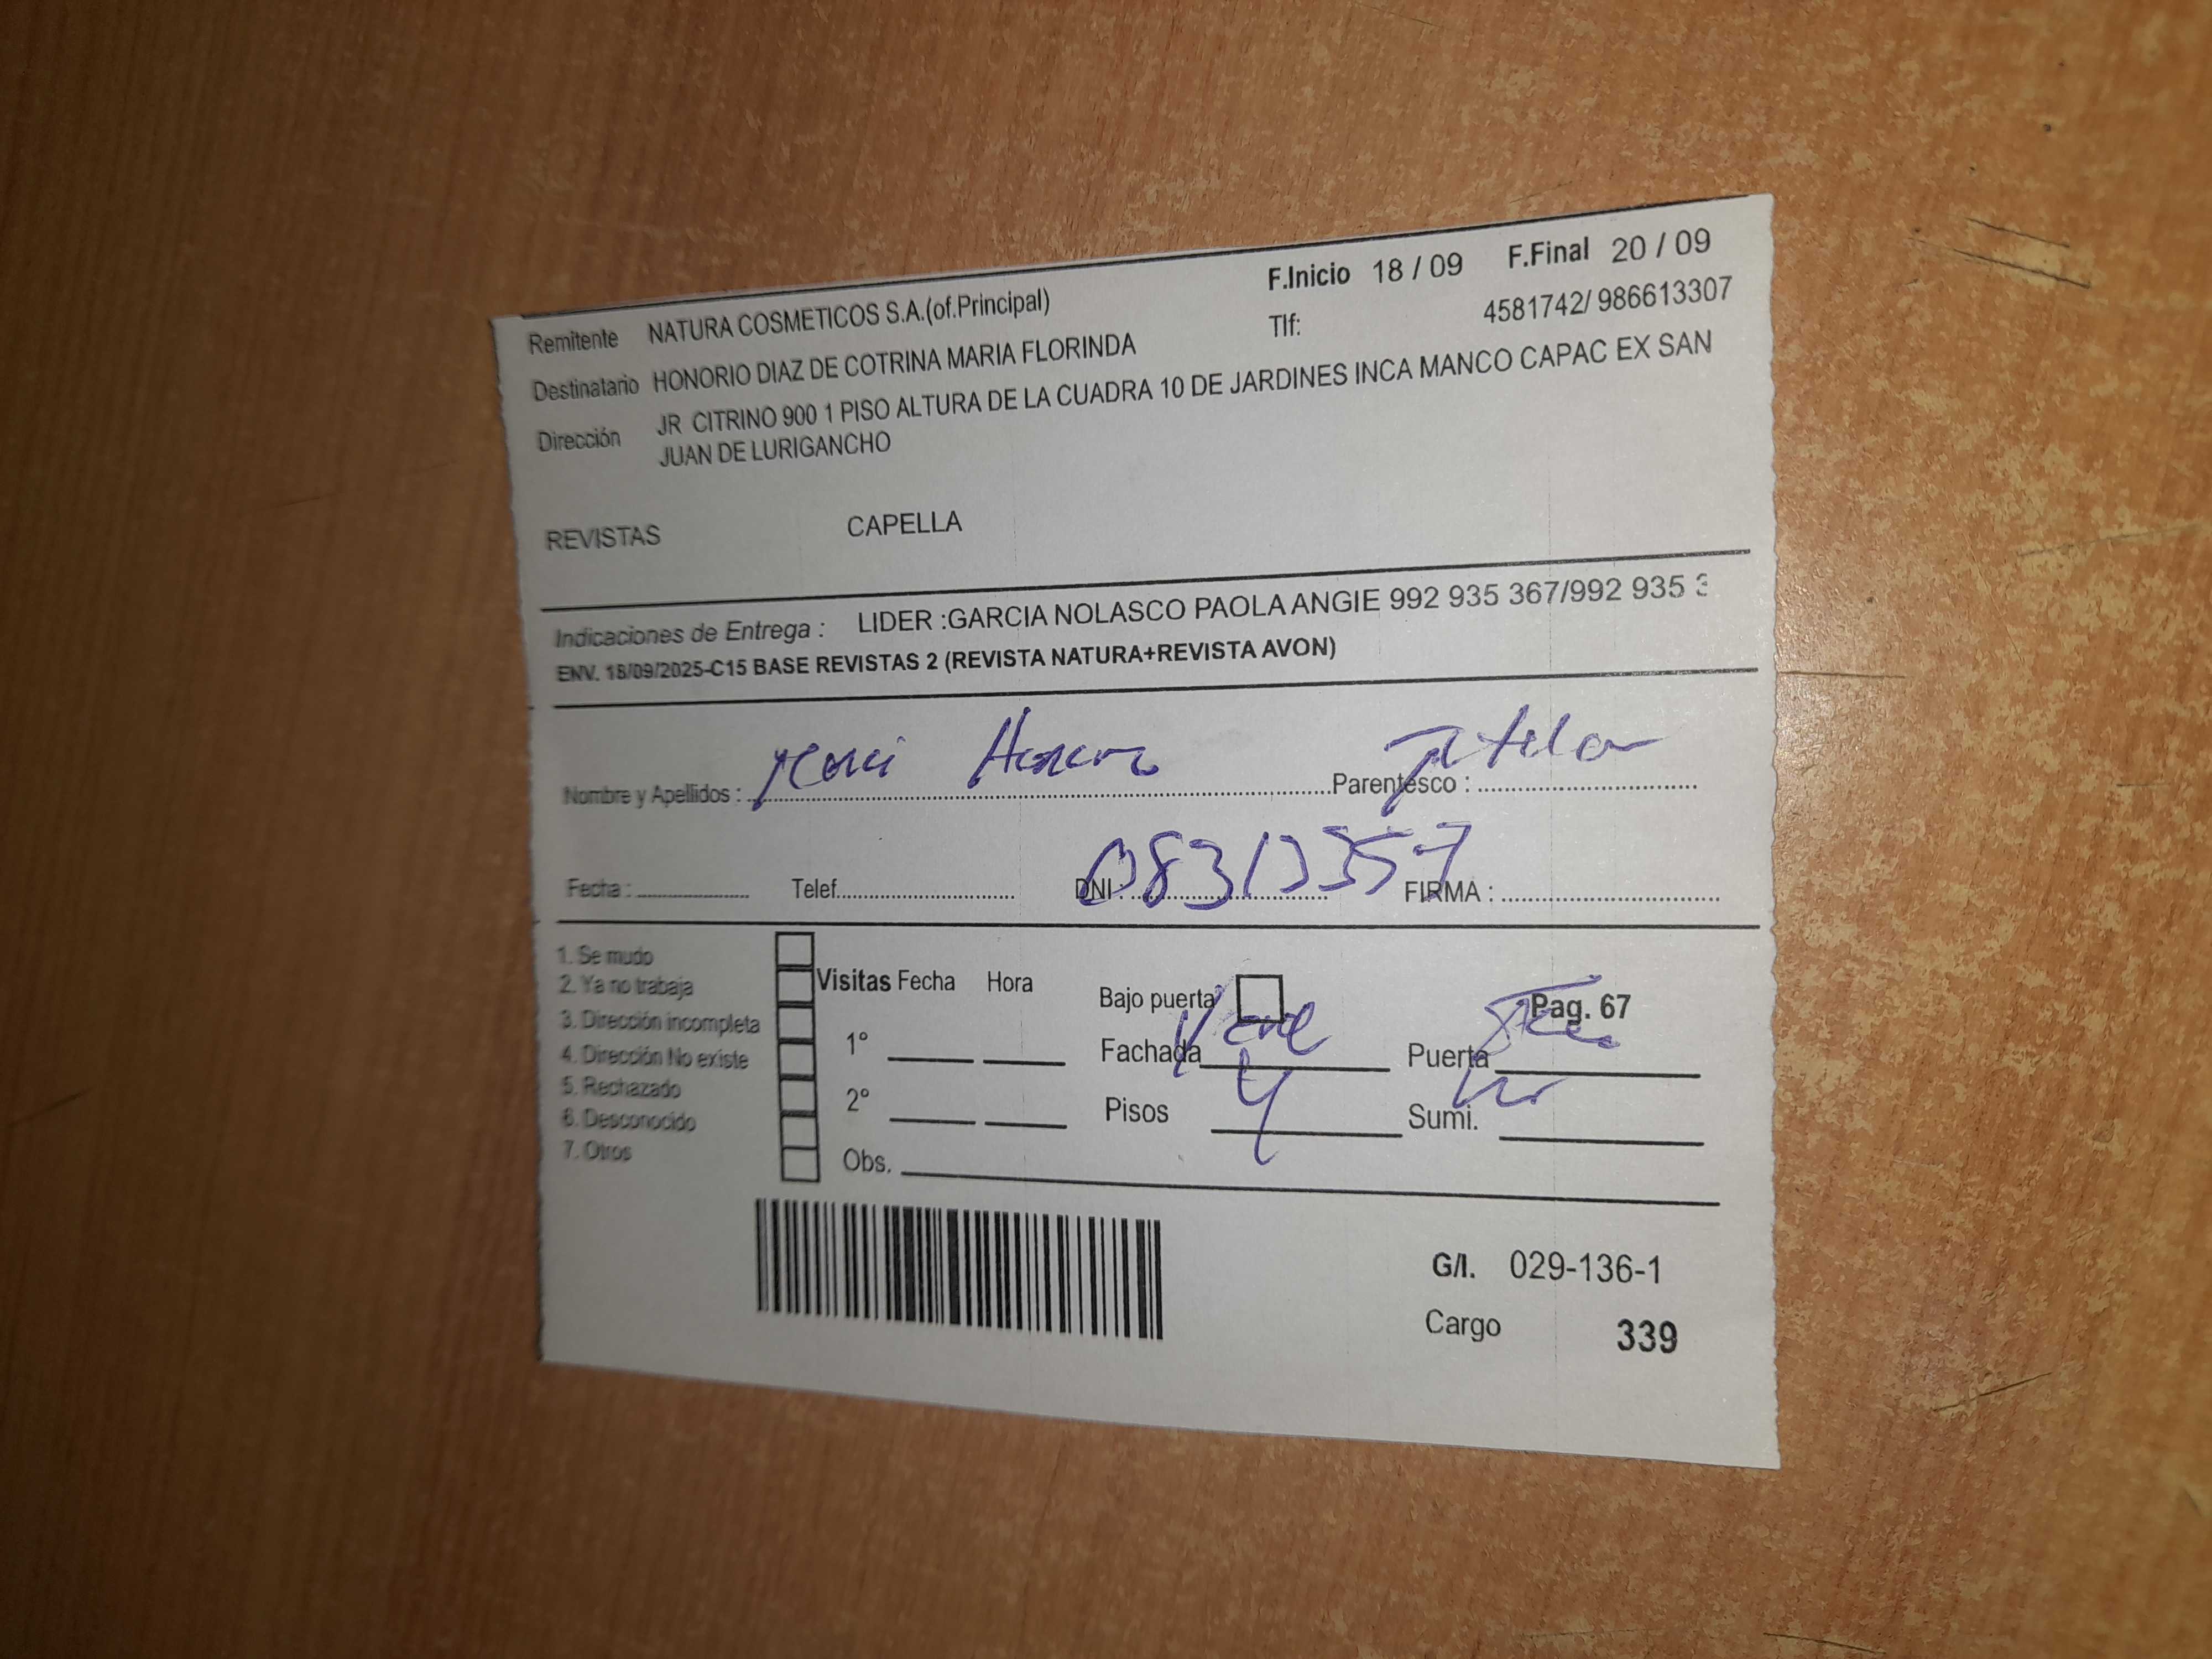 F.Inicio 18 / 09 F.Final 20 / 09
Remitente NATURA COSMETICOS S.A.(of.Principal) Tlf: 4581742/ 986613307
Destinatario HONORIO DIAZ DE COTRINA MARIA FLORINDA
Dirección JR CITRINO 900 1 PISO ALTURA DE LA CUADRA 10 DE JARDINES INCA MANCO CAPAC EX SAN
JUAN DE LURIGANCHO
REVISTAS CAPELLA
Indicaciones de Entrega : LIDER :GARCIA NOLASCO PAOLA ANGIE 992 935 367/992 935 3
ENV. 18/09/2025-C15 BASE REVISTAS 2 (REVISTA NATURA+REVISTA AVON)
Nombre y Apellidos : Parentesco :
Fecha : Telef. DNI : FIRMA :
1. Se mudo
2. Ya no trabaja
3. Dirección incompleta
4. Dirección No existe
5. Rechazado
6. Desconocido
7. Otros
Visitas Fecha Hora
1°
2°
Obs.
Bajo puerta Pag. 67
Fachada Puerta
Pisos 4 Sumi.
G/I. 029-136-1
Cargo 339